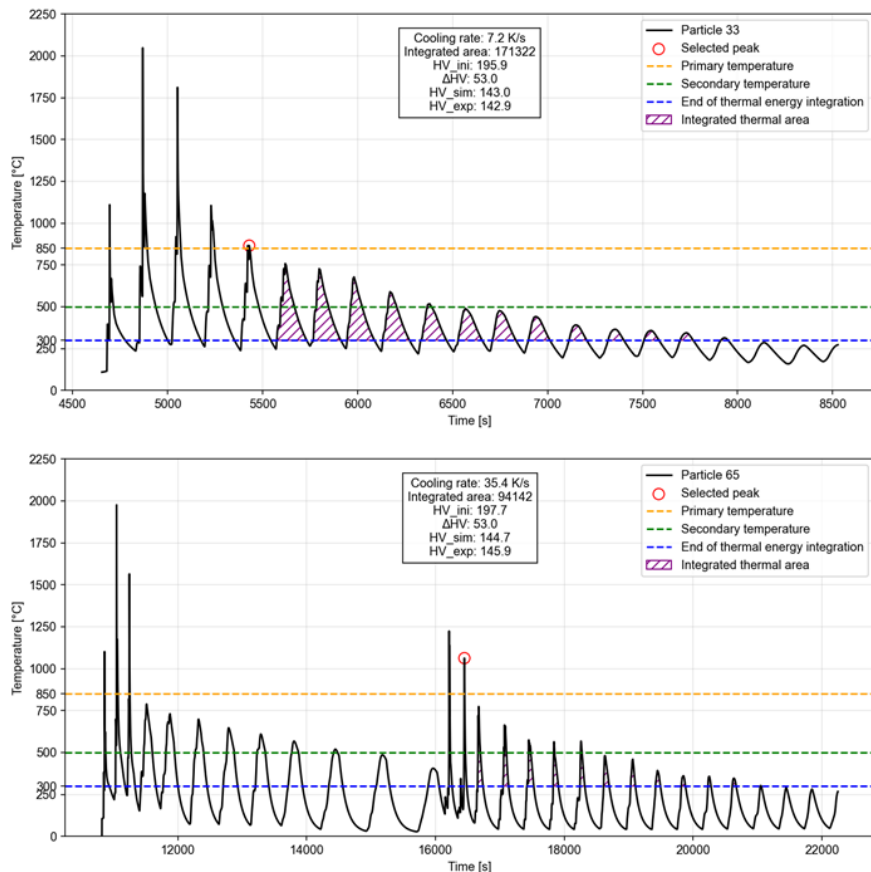 2250
2000
1750
1500
1250
1000
850
750
500
300
250
0
Temperature [°C]
Cooling rate: 7.2 K/s
Integrated area: 171322
HV_ini: 195.9
ΔHV: 53.0
HV_sim: 143.0
HV_exp: 142.9
Particle 33
Selected peak
Primary temperature
Secondary temperature
End of thermal energy integration
Integrated thermal area
4500 5000 5500 6000 6500 7000 7500 8000 8500
Time [s]
2250
2000
1750
1500
1250
1000
850
750
500
300
250
0
Temperature [°C]
Cooling rate: 35.4 K/s
Integrated area: 94142
HV_ini: 197.7
ΔHV: 53.0
HV_sim: 144.7
HV_exp: 145.9
Particle 65
Selected peak
Primary temperature
Secondary temperature
End of thermal energy integration
Integrated thermal area
12000 14000 16000 18000 20000 22000
Time [s]